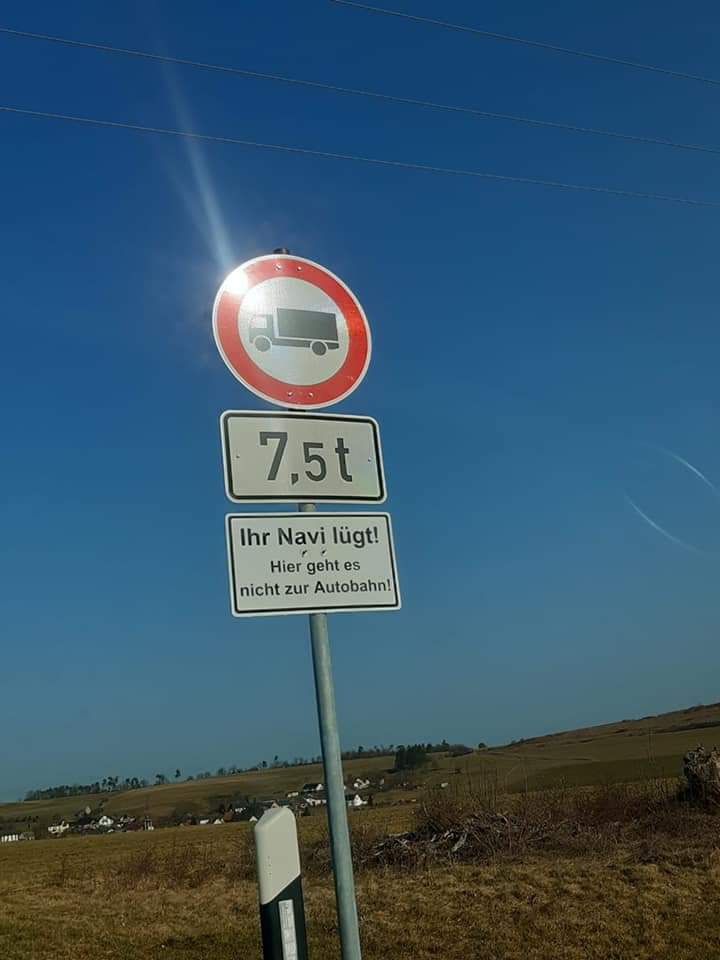 7,5t
Ihr Navi lügt!
Hier geht es
nicht zur Autobahn!